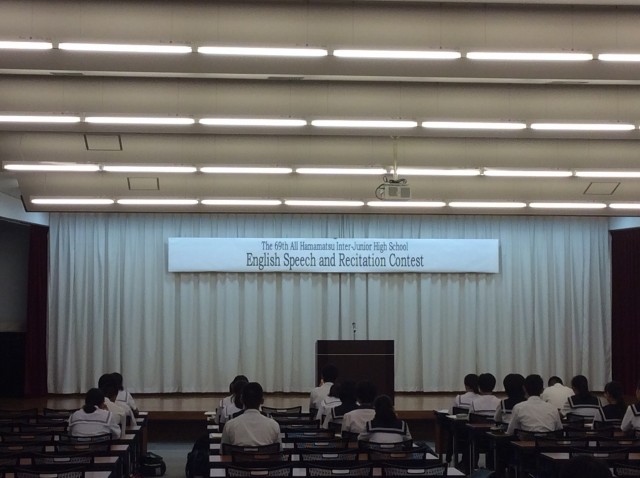 The 69th All Hamamatsu Inter-Junior High School
English Speech and Recitation Contest